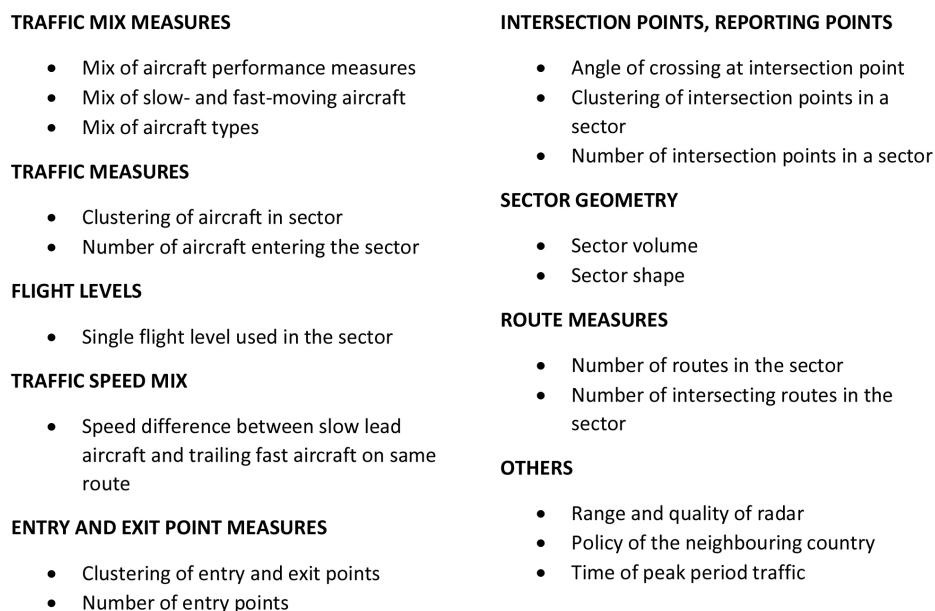 TRAFFIC MIX MEASURES
• Mix of aircraft performance measures
• Mix of slow- and fast-moving aircraft
• Mix of aircraft types
TRAFFIC MEASURES
• Clustering of aircraft in sector
• Number of aircraft entering the sector
FLIGHT LEVELS
• Single flight level used in the sector
TRAFFIC SPEED MIX
• Speed difference between slow lead
aircraft and trailing fast aircraft on same
route
ENTRY AND EXIT POINT MEASURES
• Clustering of entry and exit points
• Number of entry points
INTERSECTION POINTS, REPORTING POINTS
• Angle of crossing at intersection point
• Clustering of intersection points in a
sector
• Number of intersection points in a sector
SECTOR GEOMETRY
• Sector volume
• Sector shape
ROUTE MEASURES
• Number of routes in the sector
• Number of intersecting routes in the
sector
OTHERS
• Range and quality of radar
• Policy of the neighbouring country
• Time of peak period traffic